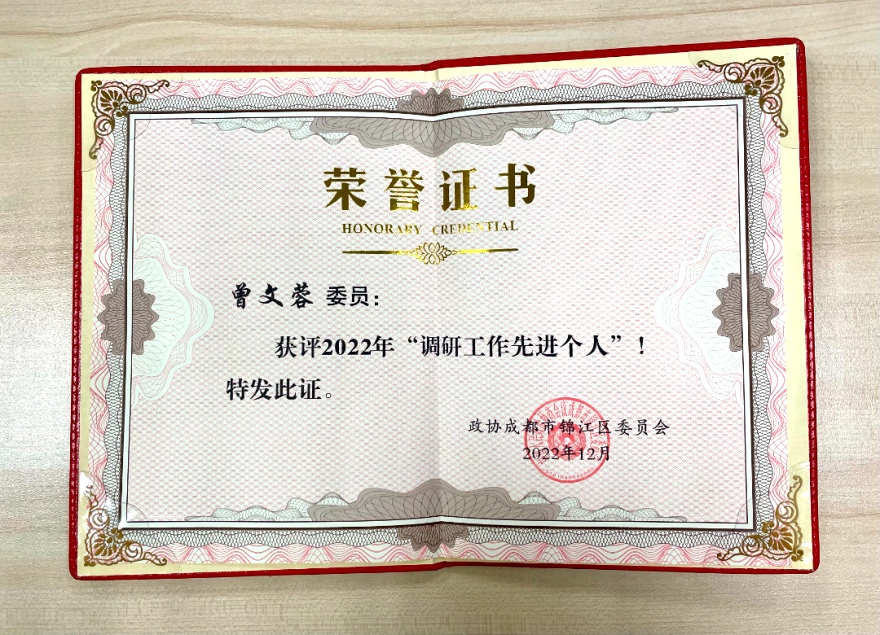 荣誉证书
HONORARY CREDENTIAL
曾文蓉 委员：
获评2022年“调研工作先进个人”！
特发此证。
政协成都市锦江区委员会
2022年12月